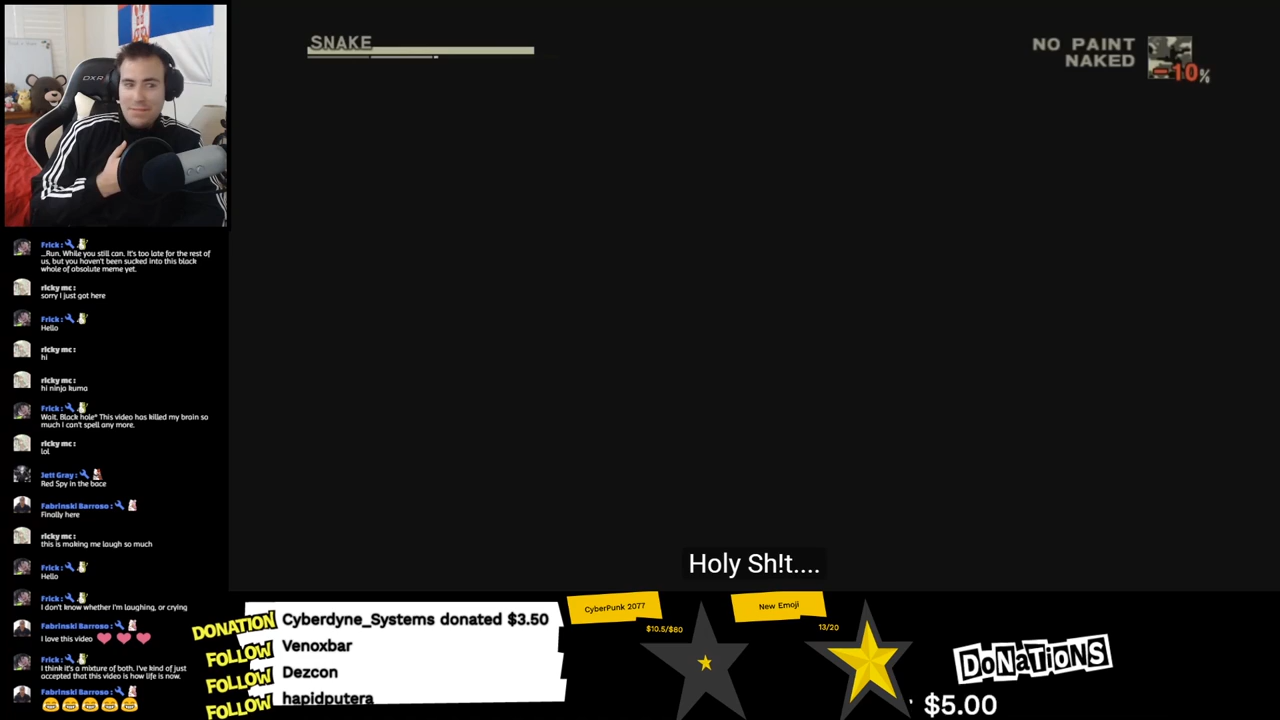 DXR
SNAKE
NO PAINT
NAKED
-10%
Frick :
...Run. While you still can. It's too late for the rest of
us, but you haven't been sucked into this black
whole of absolute meme yet.
ricky mc :
sorry I just got here
Frick :
Hello
ricky mc :
hi
ricky mc :
hi ninja kuma
Frick :
Wait. Black hole* This video has killed my brain so
much I can't spell any more.
ricky mc :
lol
Jett Gray :
Red Spy in the bace
Fabrinski Barroso :
Finally here
ricky mc :
this is making me laugh so much
Frick :
Hello
Frick :
I don't know whether I'm laughing, or crying
Fabrinski Barroso :
I love this video
Frick :
I think it's a mixture of both. I've kind of just
accepted that this video is how life is now.
Fabrinski Barroso :
Holy Sh!t....
DONATION Cyberdyne_Systems donated $3.50
FOLLOW Venoxbar
FOLLOW Dezcon
FOLLOW hapidputera
CyberPunk 2077
$10.5/$60
New Emoji
13/20
DONATIONS
$5.00